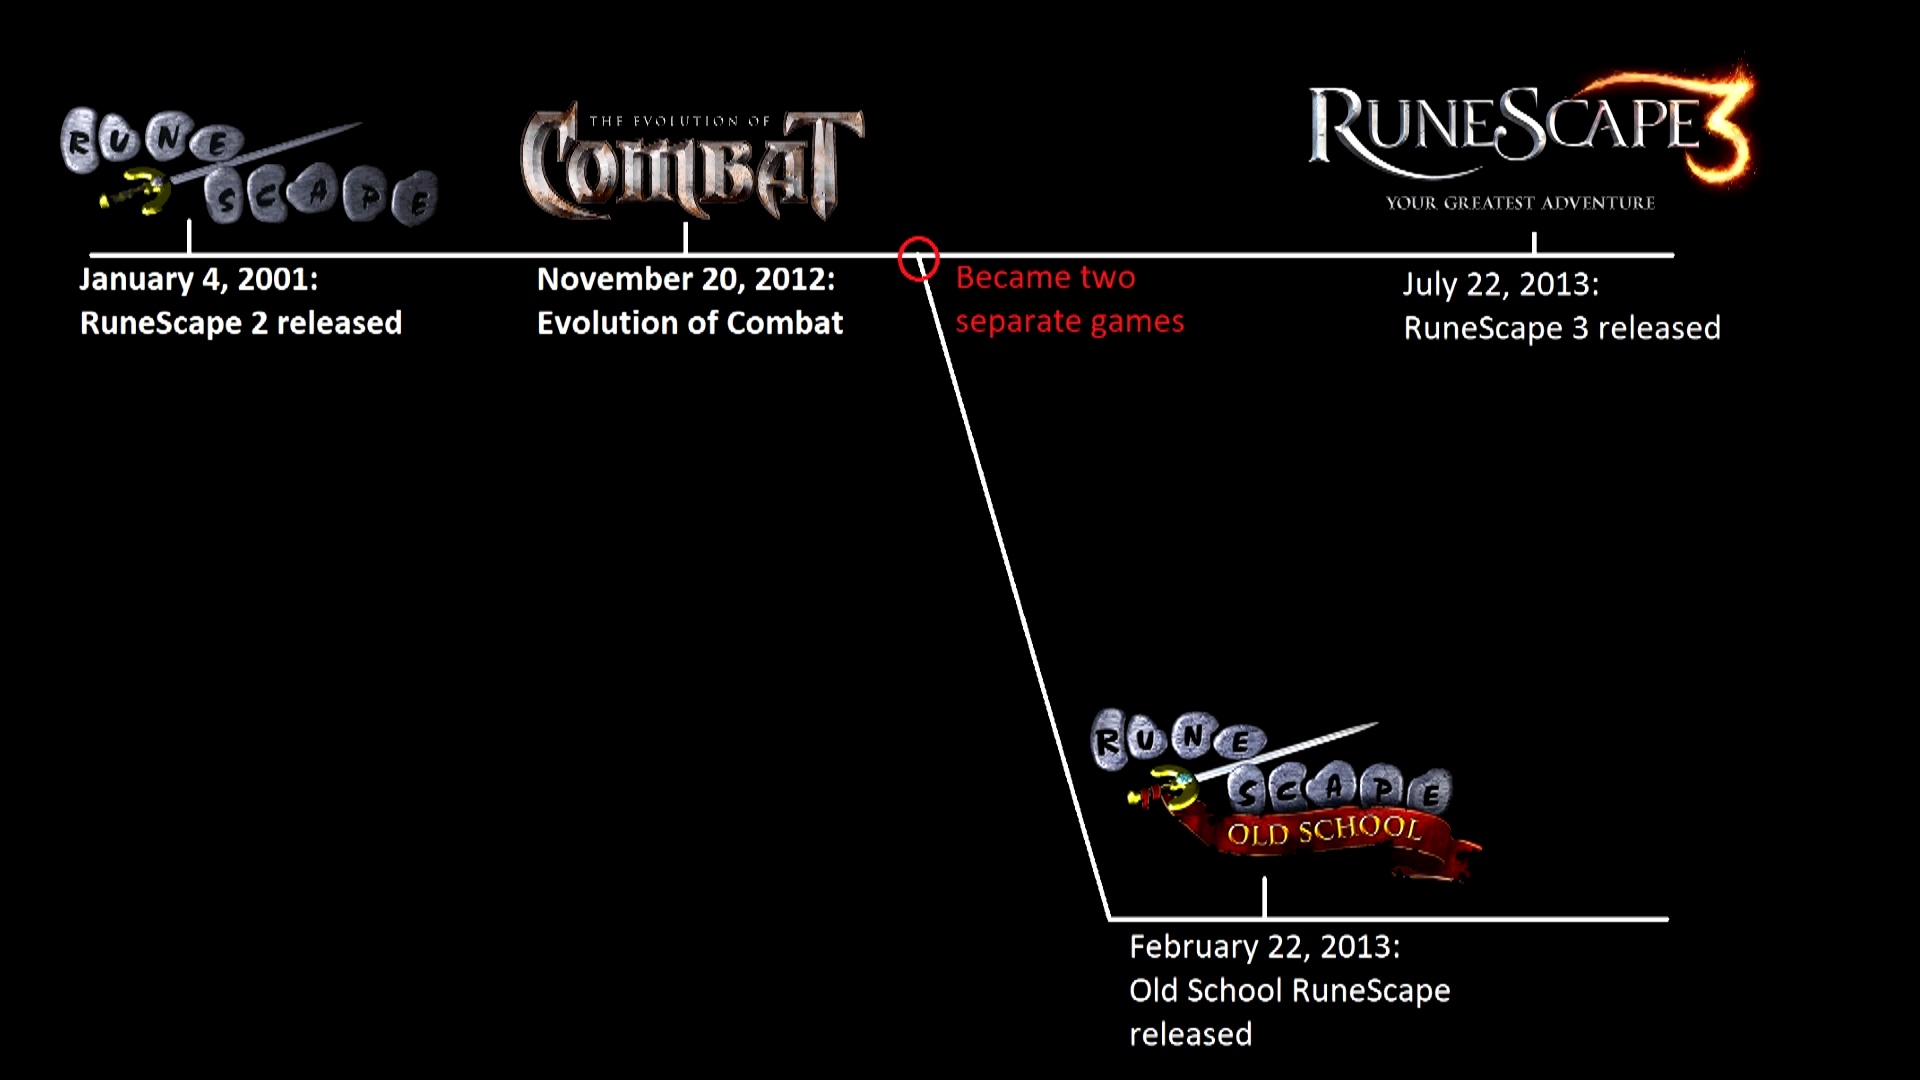 RUNE
SCAPE
THE EVOLUTION OF
COMBAT
RUNESCAPE 3
YOUR GREATEST ADVENTURE
January 4, 2001:
RuneScape 2 released
November 20, 2012:
Evolution of Combat
Became two
separate games
July 22, 2013:
RuneScape 3 released
RUNE
SCAPE
OLD SCHOOL
February 22, 2013:
Old School RuneScape
released